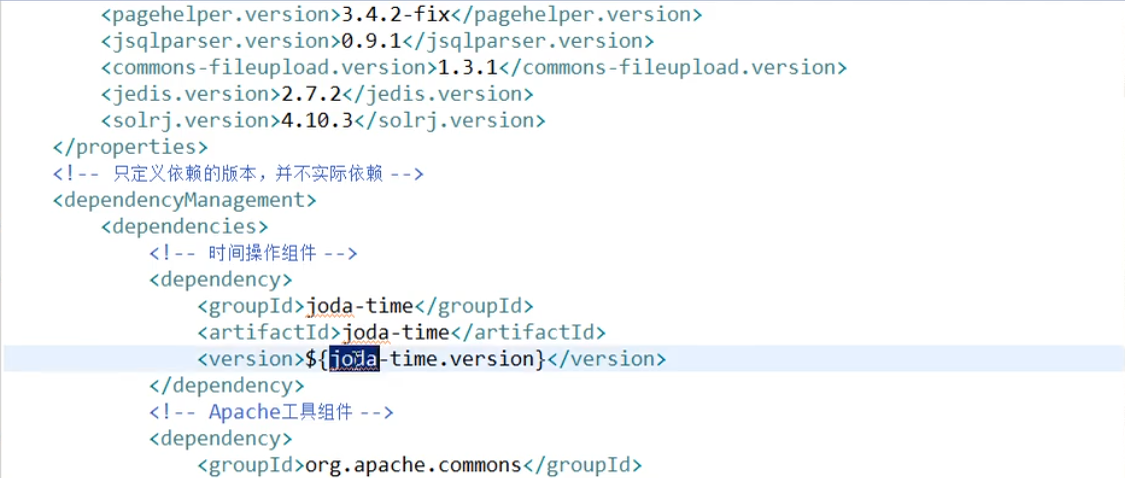 <pagehelper.version>3.4.2-fix</pagehelper.version>
<jsqlparser.version>0.9.1</jsqlparser.version>
<commons-fileupload.version>1.3.1</commons-fileupload.version>
<jedis.version>2.7.2</jedis.version>
<solrj.version>4.10.3</solrj.version>
</properties>
<!-- 只定义依赖的版本，并不实际依赖 -->
<dependencyManagement>
<dependencies>
<!-- 时间操作组件 -->
<dependency>
<groupId>joda-time</groupId>
<artifactId>joda-time</artifactId>
<version>${joda-time.version}</version>
</dependency>
<!-- Apache工具组件 -->
<dependency>
<groupId>org.apache.commons</groupId>